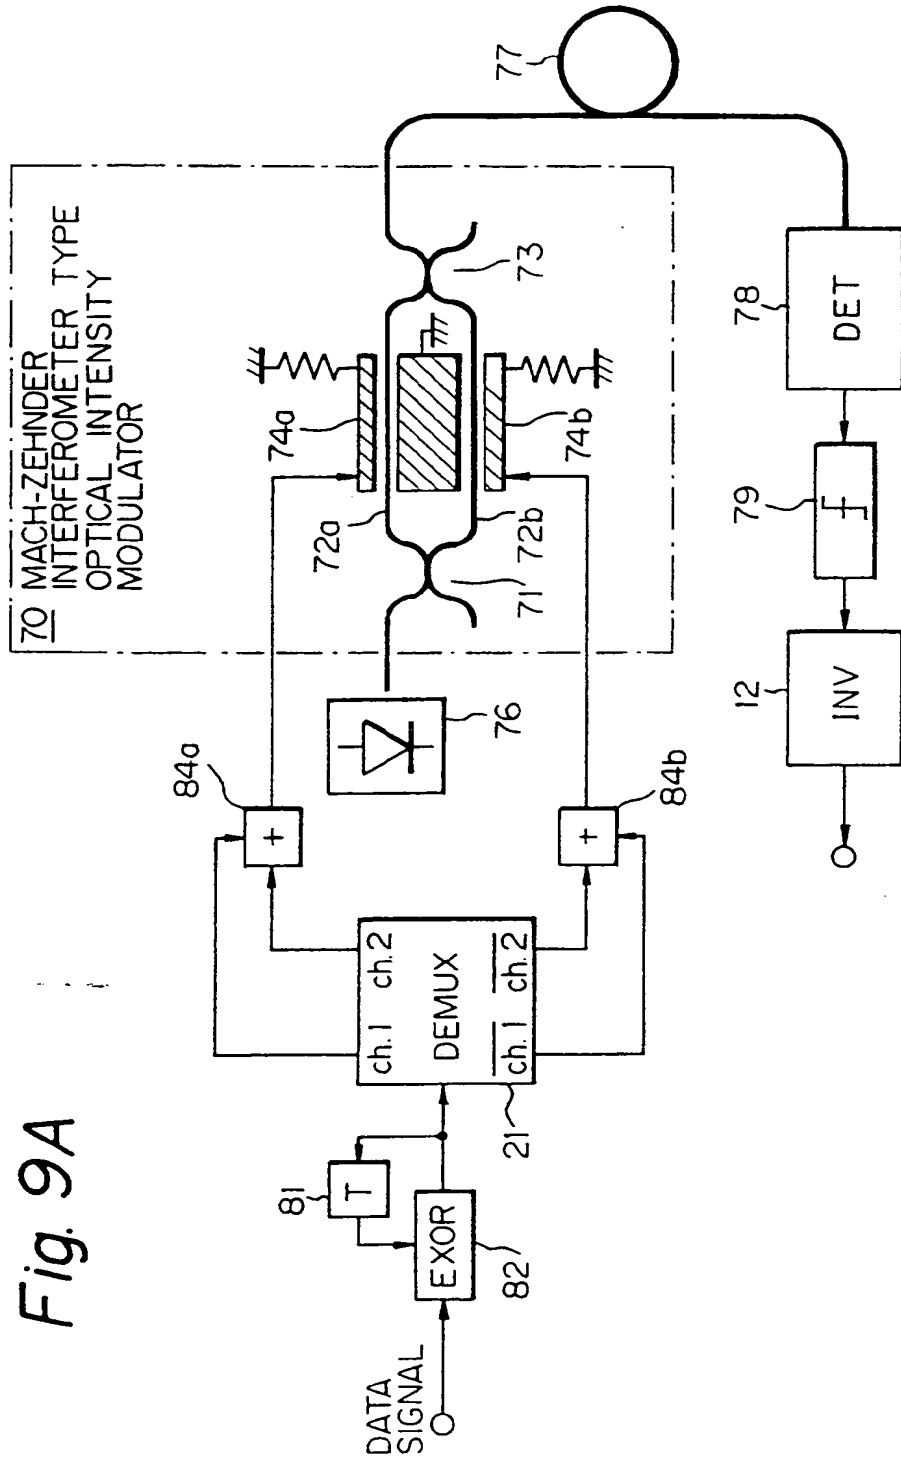 Fig. 9A
70 MACH-ZEHNDER
INTERFEROMETER TYPE
OPTICAL INTENSITY
MODULATOR
DATA
SIGNAL
EXOR
82
T
81
DEMUX
21
ch.1
ch.2
ch.1
ch.2
+
84a
+
84b
76
71
72a
72b
74a
74b
73
77
DET
78
79
INV
12